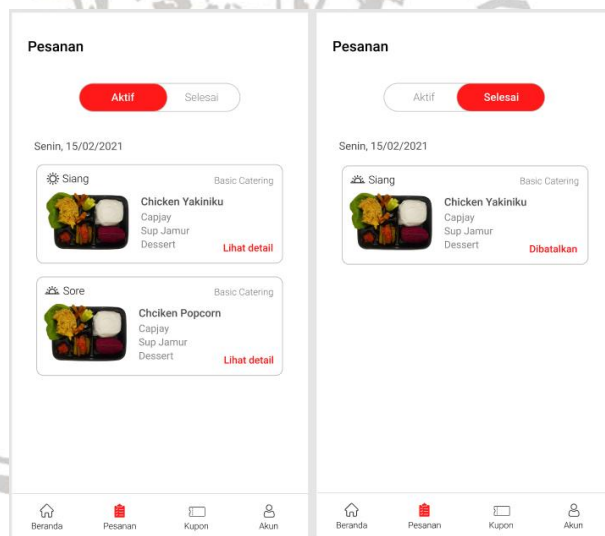 Pesanan
Aktif Selesai
Senin, 15/02/2021
Siang Basic Catering
Chicken Yakiniku
Capjay
Sup Jamur
Dessert Lihat detail
Sore Basic Catering
Chciken Popcorn
Capjay
Sup Jamur
Dessert Lihat detail
Beranda Pesanan Kupon Akun
Pesanan
Aktif Selesai
Senin, 15/02/2021
Siang Basic Catering
Chicken Yakiniku
Capjay
Sup Jamur
Dessert Dibatalkan
Beranda Pesanan Kupon Akun